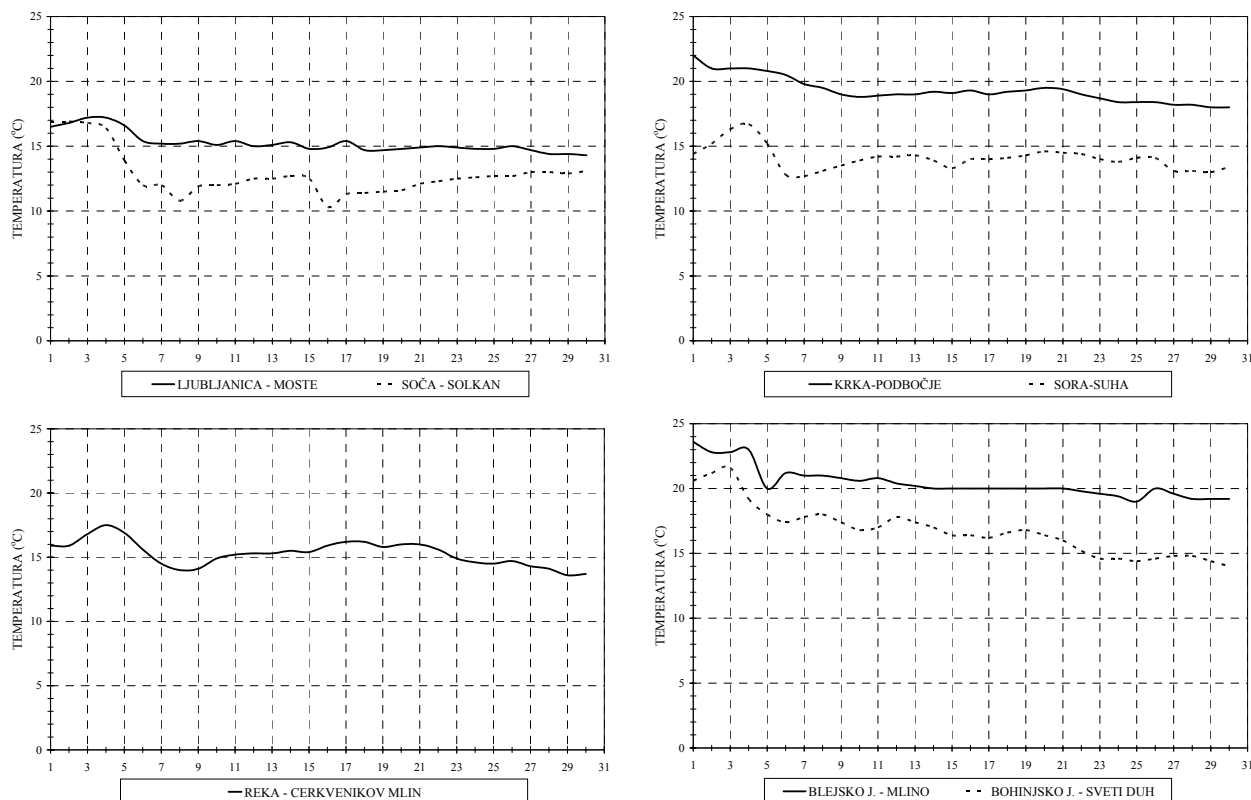 25
20
15
10
5
0
TEMPERATURA (°C)
1 3 5 7 9 11 13 15 17 19 21 23 25 27 29 31
LJUBLJANICA - MOSTE SOČA - SOLKAN
25
20
15
10
5
0
TEMPERATURA (°C)
1 3 5 7 9 11 13 15 17 19 21 23 25 27 29 31
KRKA-PODBOČJE SORA-SUHA
25
20
15
10
5
0
TEMPERATURA (°C)
1 3 5 7 9 11 13 15 17 19 21 23 25 27 29 31
REKA - CERKVENIKOV MLIN
25
20
15
10
5
0
TEMPERATURA (°C)
1 3 5 7 9 11 13 15 17 19 21 23 25 27 29 31
BLEJSKO J. - MLINO BOHINJSKO J. - SVETI DUH